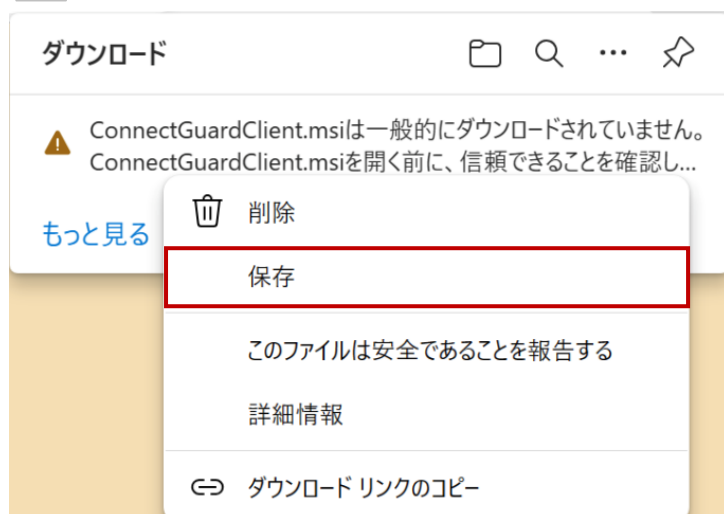 ダウンロード
ConnectGuardClient.msiは一般的にダウンロードされていません。
ConnectGuardClient.msiを開く前に、信頼できることを確認し...
もっと見る
削除
保存
このファイルは安全であることを報告する
詳細情報
ダウンロード リンクのコピー